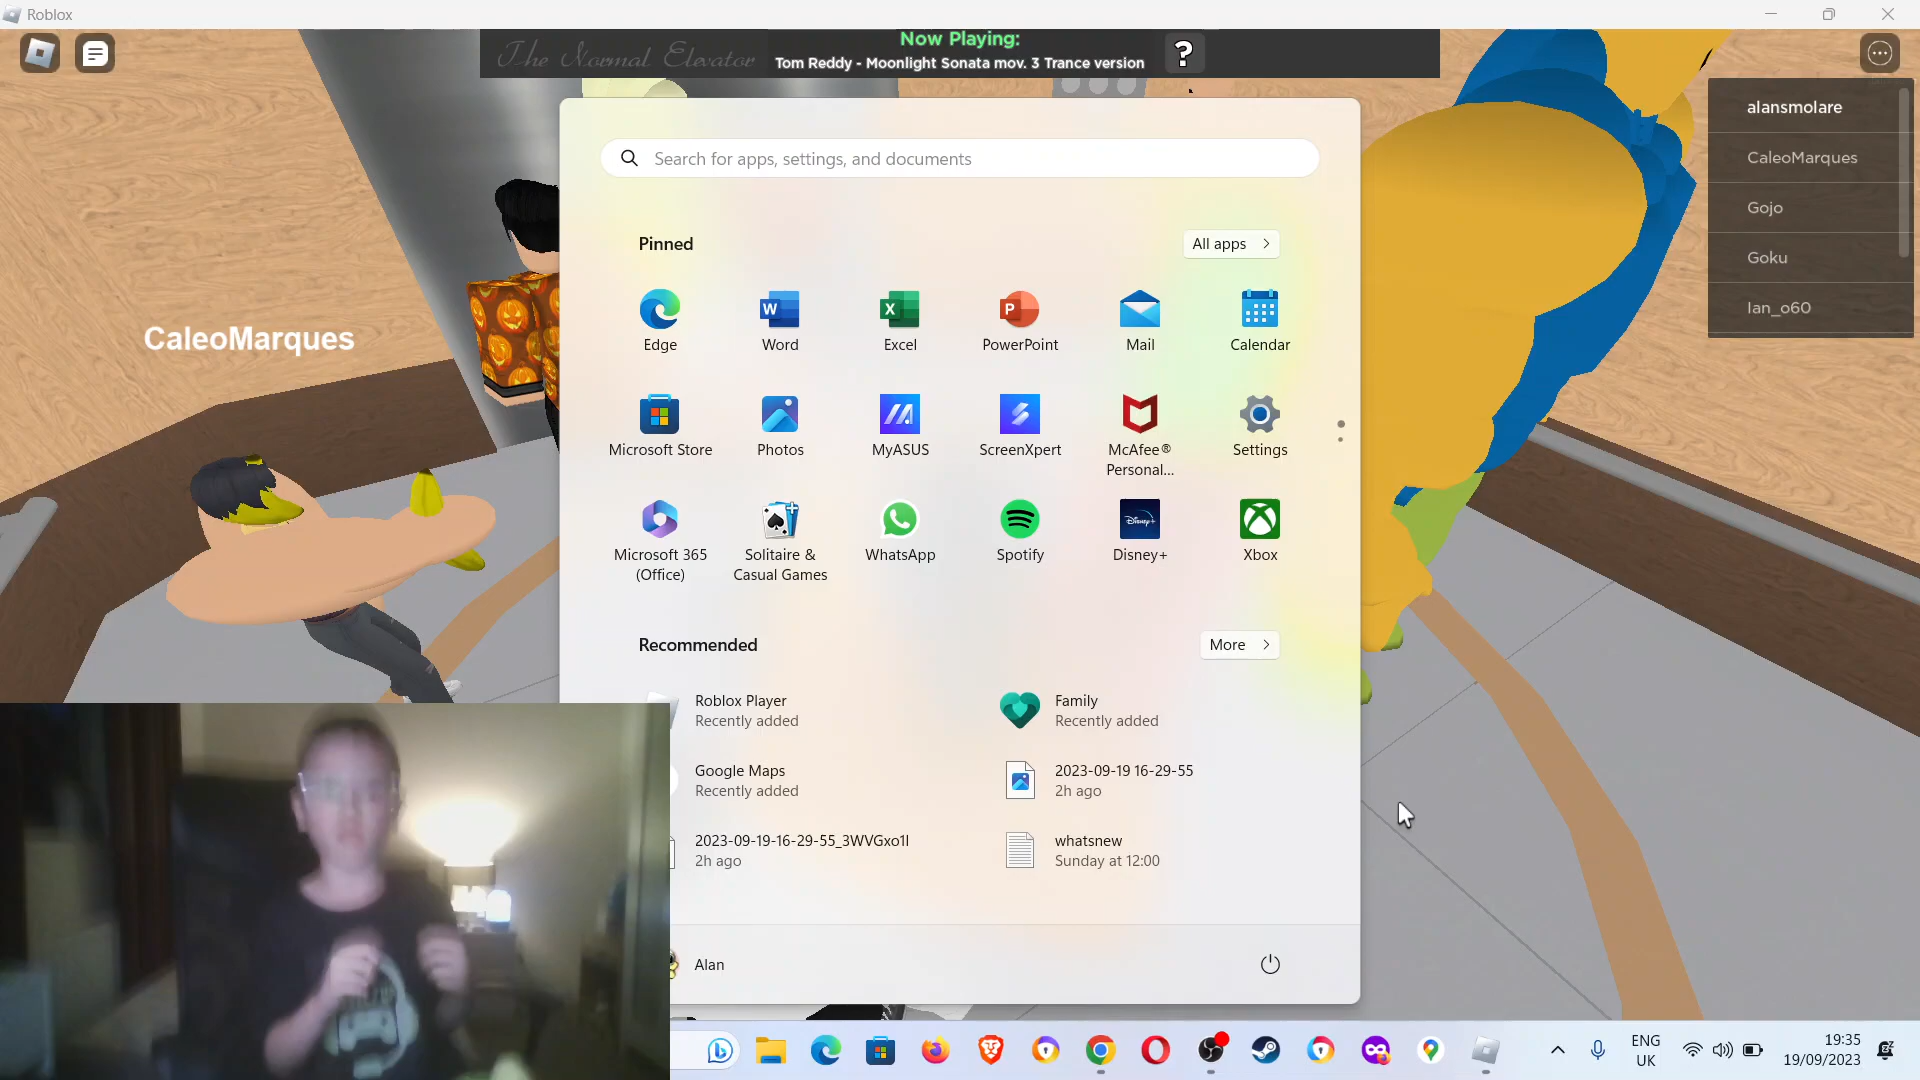 Roblox
The Normal Elevator
Now Playing:
Tom Reddy - Moonlight Sonata mov. 3 Trance version
?
alansmolare
CaleoMarques
Gojo
Goku
Ian_o60
CaleoMarques
Search for apps, settings, and documents
Pinned
All apps
Edge
Word
Excel
PowerPoint
Mail
Calendar
Microsoft Store
Photos
MyASUS
ScreenXpert
McAfee®
Personal...
Settings
Microsoft 365
(Office)
Solitaire &
Casual Games
WhatsApp
Spotify
Disney+
Xbox
Recommended
More
Roblox Player
Recently added
Family
Recently added
Google Maps
Recently added
2023-09-19 16-29-55
2h ago
2023-09-19-16-29-55_3WVGxo1l
2h ago
whatsnew
Sunday at 12:00
Alan
ENG
UK
19:35
19/09/2023